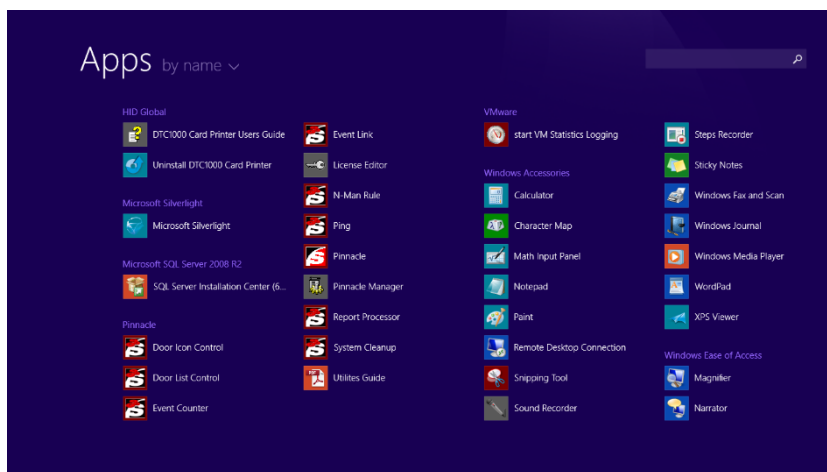 Apps by name
HID Global
DTC1000 Card Printer Users Guide
Uninstall DTC1000 Card Printer
Microsoft Silverlight
Microsoft Silverlight
Microsoft SQL Server 2008 R2
SQL Server Installation Center (6...
Pinnacle
Door Icon Control
Door List Control
Event Counter
Event Link
License Editor
N-Man Rule
Ping
Pinnacle
Pinnacle Manager
Report Processor
System Cleanup
Utilites Guide
VMware
start VM Statistics Logging
Windows Accessories
Calculator
Character Map
Math Input Panel
Notepad
Paint
Remote Desktop Connection
Snipping Tool
Sound Recorder
Steps Recorder
Sticky Notes
Windows Fax and Scan
Windows Journal
Windows Media Player
WordPad
XPS Viewer
Windows Ease of Access
Magnifier
Narrator